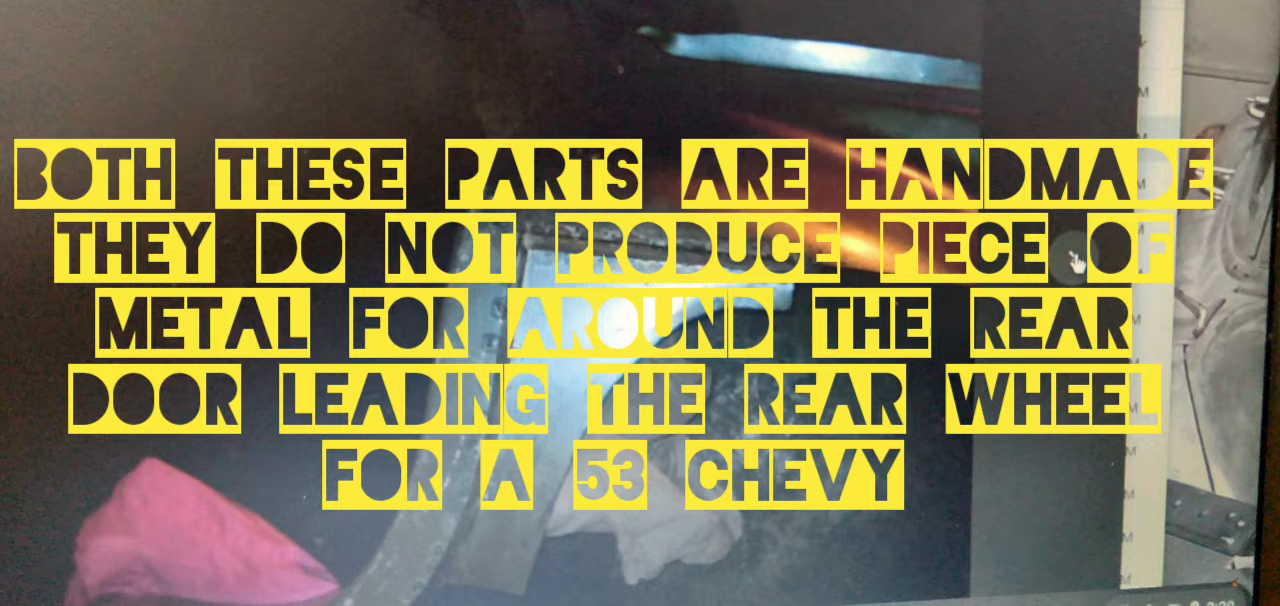 BOTH THESE PARTS ARE HANDMADE
THEY DO NOT PRODUCE PIECE OF
METAL FOR AROUND THE REAR
DOOR LEADING THE REAR WHEEL
FOR A 53 CHEVY